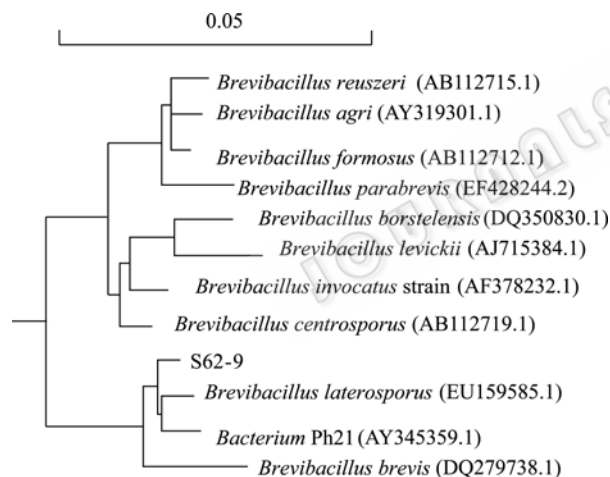 0.05
Brevibacillus reuszeri (AB112715.1)
Brevibacillus agri (AY319301.1)
Brevibacillus formosus (AB112712.1)
Brevibacillus parabrevis (EF428244.2)
Brevibacillus borstelensis (DQ350830.1)
Brevibacillus levickii (AJ715384.1)
Brevibacillus invocatus strain (AF378232.1)
Brevibacillus centrosporus (AB112719.1)
S62-9
Brevibacillus laterosporus (EU159585.1)
Bacterium Ph21 (AY345359.1)
Brevibacillus brevis (DQ279738.1)
JOURNALS